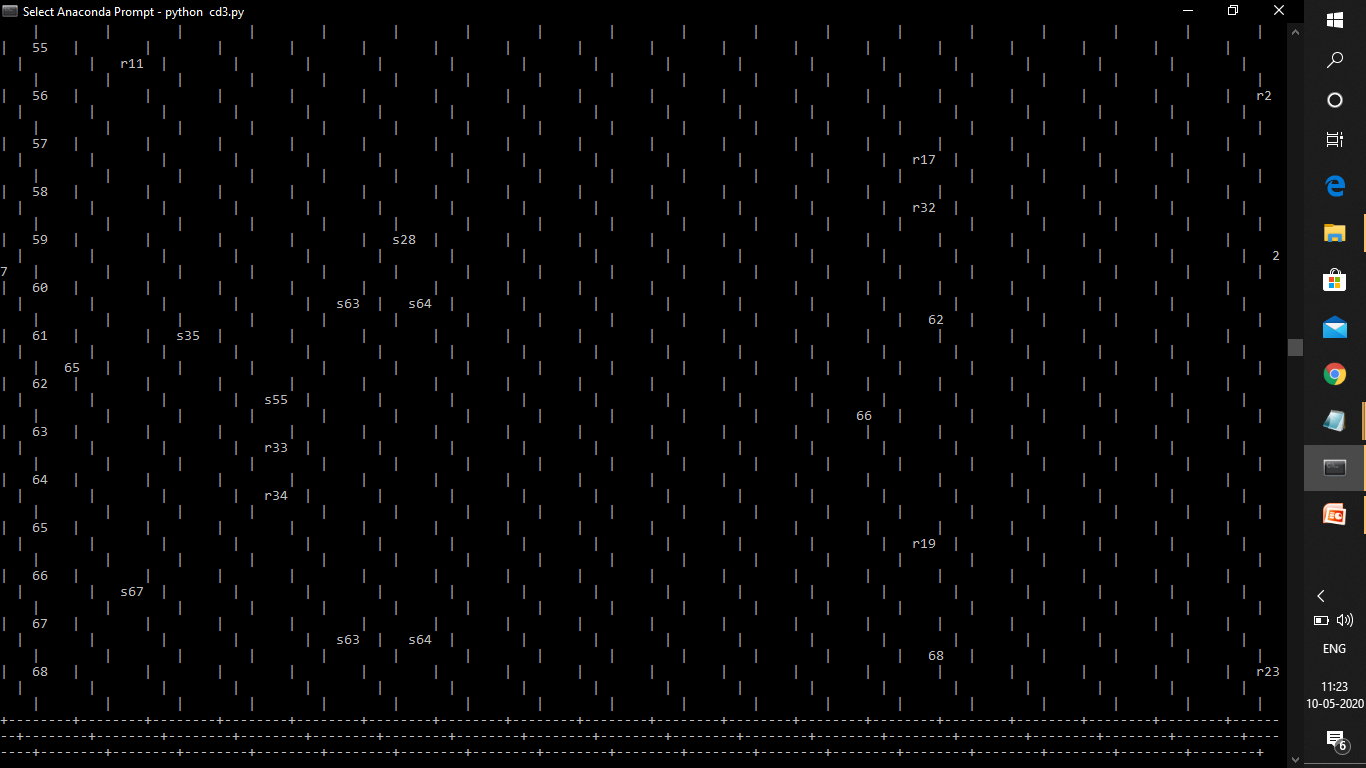 Select Anaconda Prompt - python  cd3.py
55
r11
56 r2
57
r17
58
r32
59 s28
2
7
60
s63 s64
62
61 s35
65
62
s55
66
63
r33
64
r34
65
r19
66
s67
67
s63 s64
68
68 r23
ENG
11:23
10-05-2020
6